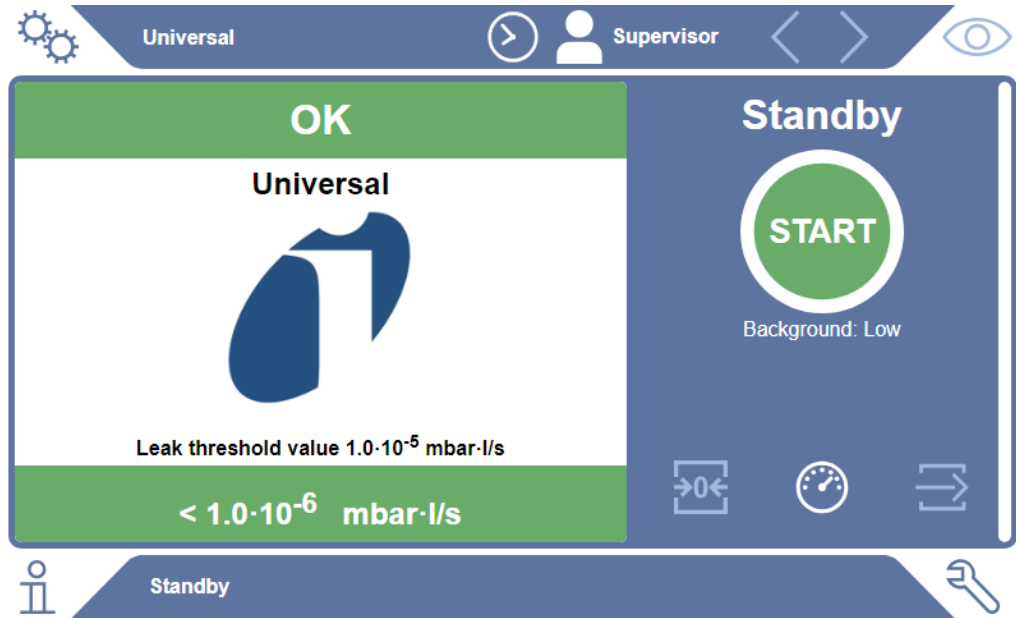 Universal
Supervisor
OK
Universal
Leak threshold value 1.0·10⁻⁵ mbar·l/s
< 1.0·10⁻⁶ mbar·l/s
Standby
START
Background: Low
→0←
Standby